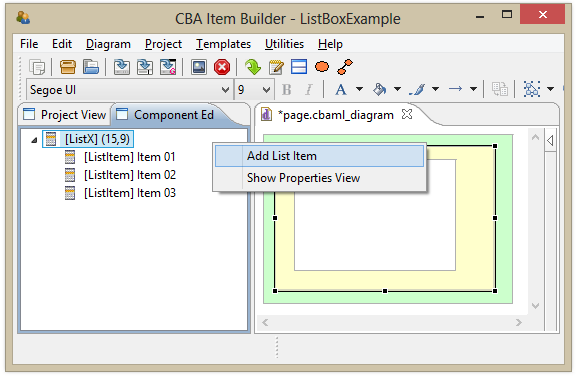 CBA Item Builder - ListBoxExample
File Edit Diagram Project Templates Utilities Help
Segoe UI 9 B I A
Project View Component Ed *page.cbaml_diagram
[ListX] (15,9)
[ListItem] Item 01
[ListItem] Item 02
[ListItem] Item 03
Add List Item
Show Properties View